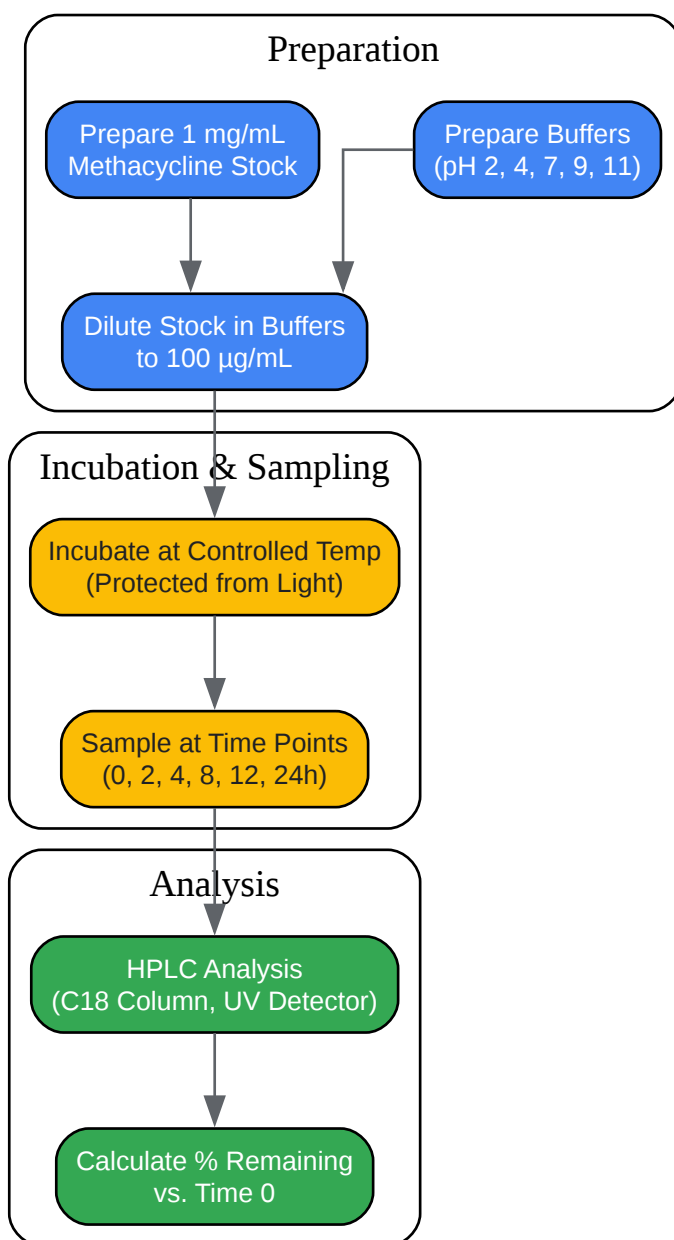 Preparation
Prepare 1 mg/mL
Methacycline Stock
Prepare Buffers
(pH 2, 4, 7, 9, 11)
Dilute Stock in Buffers
to 100 µg/mL
Incubation & Sampling
Incubate at Controlled Temp
(Protected from Light)
Sample at Time Points
(0, 2, 4, 8, 12, 24h)
Analysis
HPLC Analysis
(C18 Column, UV Detector)
Calculate % Remaining
vs. Time 0